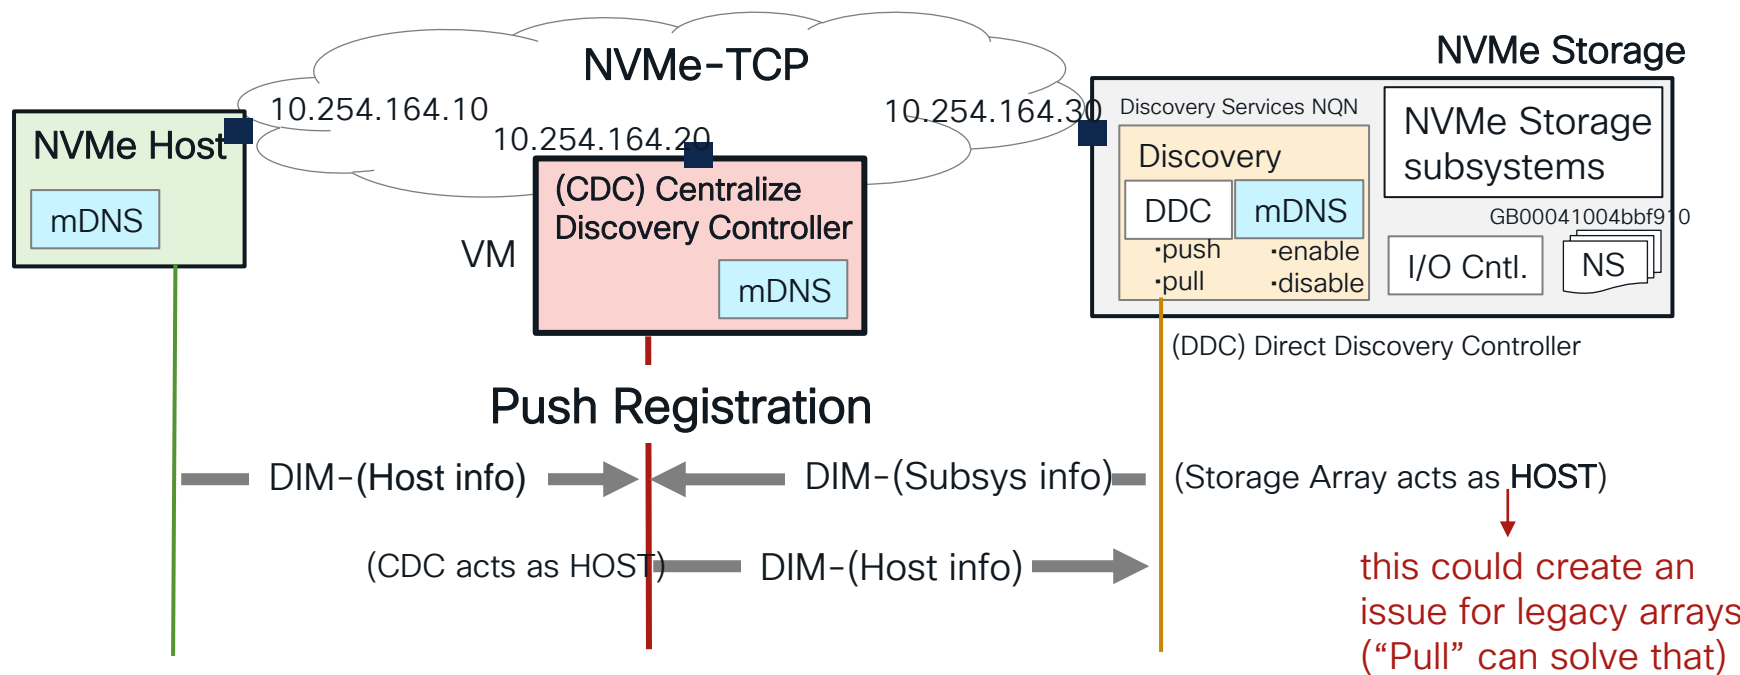 NVMe-TCP
NVMe Storage
10.254.164.10
10.254.164.20
10.254.164.30
NVMe Host
mDNS
(CDC) Centralize
Discovery Controller
VM
mDNS
Discovery Services NQN
Discovery
DDC
mDNS
·push
·pull
·enable
·disable
NVMe Storage
subsystems
GB00041004bbf910
I/O Cntl.
NS
(DDC) Direct Discovery Controller
Push Registration
DIM-(Host info)
DIM-(Subsys info)
(Storage Array acts as HOST)
(CDC acts as HOST)
DIM-(Host info)
this could create an
issue for legacy arrays
(“Pull” can solve that)